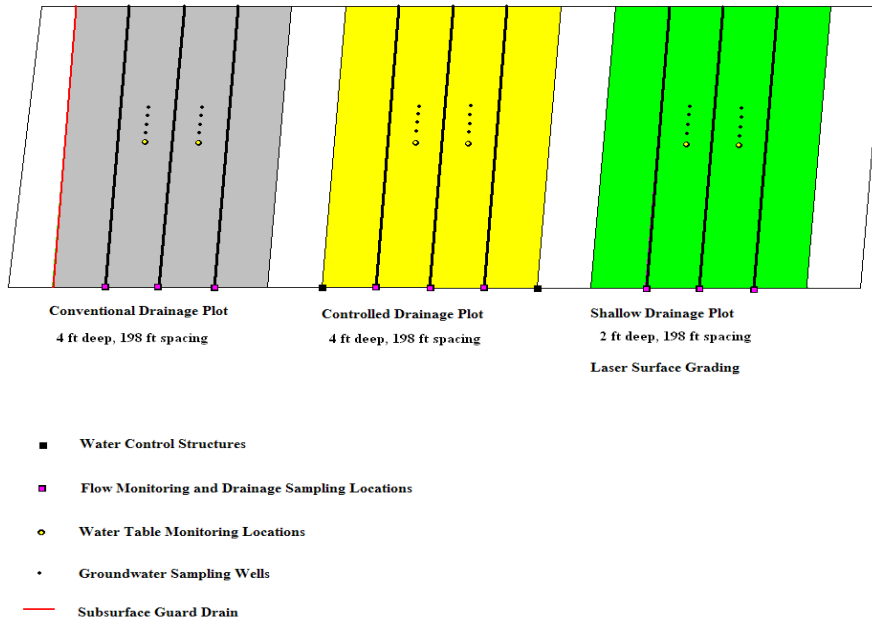 Conventional Drainage Plot
4 ft deep, 198 ft spacing
Controlled Drainage Plot
4 ft deep, 198 ft spacing
Shallow Drainage Plot
2 ft deep, 198 ft spacing
Laser Surface Grading
Water Control Structures
Flow Monitoring and Drainage Sampling Locations
Water Table Monitoring Locations
Groundwater Sampling Wells
Subsurface Guard Drain